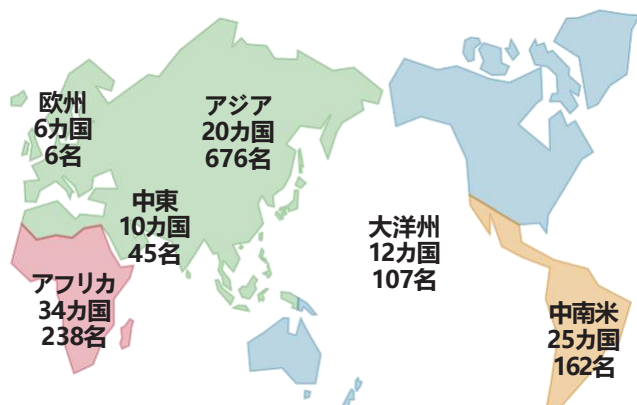 欧州
6カ国
6名
アジア
20カ国
676名
中東
10カ国
45名
大洋州
12カ国
107名
アフリカ
34カ国
238名
中南米
25カ国
162名